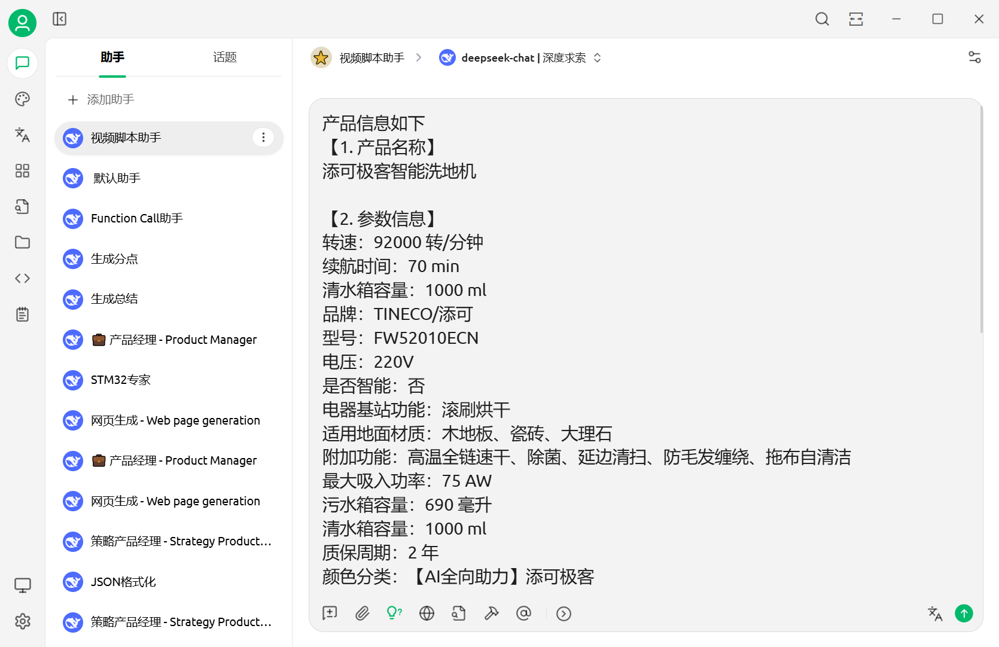 助手
话题
添加助手
视频脚本助手
默认助手
Function Call助手
生成分点
生成总结
产品经理 - Product Manager
STM32专家
网页生成 - Web page generation
产品经理 - Product Manager
网页生成 - Web page generation
策略产品经理 - Strategy Product...
JSON格式化
策略产品经理 - Strategy Product...
视频脚本助手
deepseek-chat | 深度求索
产品信息如下
【1. 产品名称】
添可极客智能洗地机
【2. 参数信息】
转速：92000 转/分钟
续航时间：70 min
清水箱容量：1000 ml
品牌：TINECO/添可
型号：FW52010ECN
电压：220V
是否智能：否
电器基站功能：滚刷烘干
适用地面材质：木地板、瓷砖、大理石
附加功能：高温全链速干、除菌、延边清扫、防毛发缠绕、拖布自清洁
最大吸入功率：75 AW
污水箱容量：690 毫升
清水箱容量：1000 ml
质保周期：2 年
颜色分类：【AI全向助力】添可极客